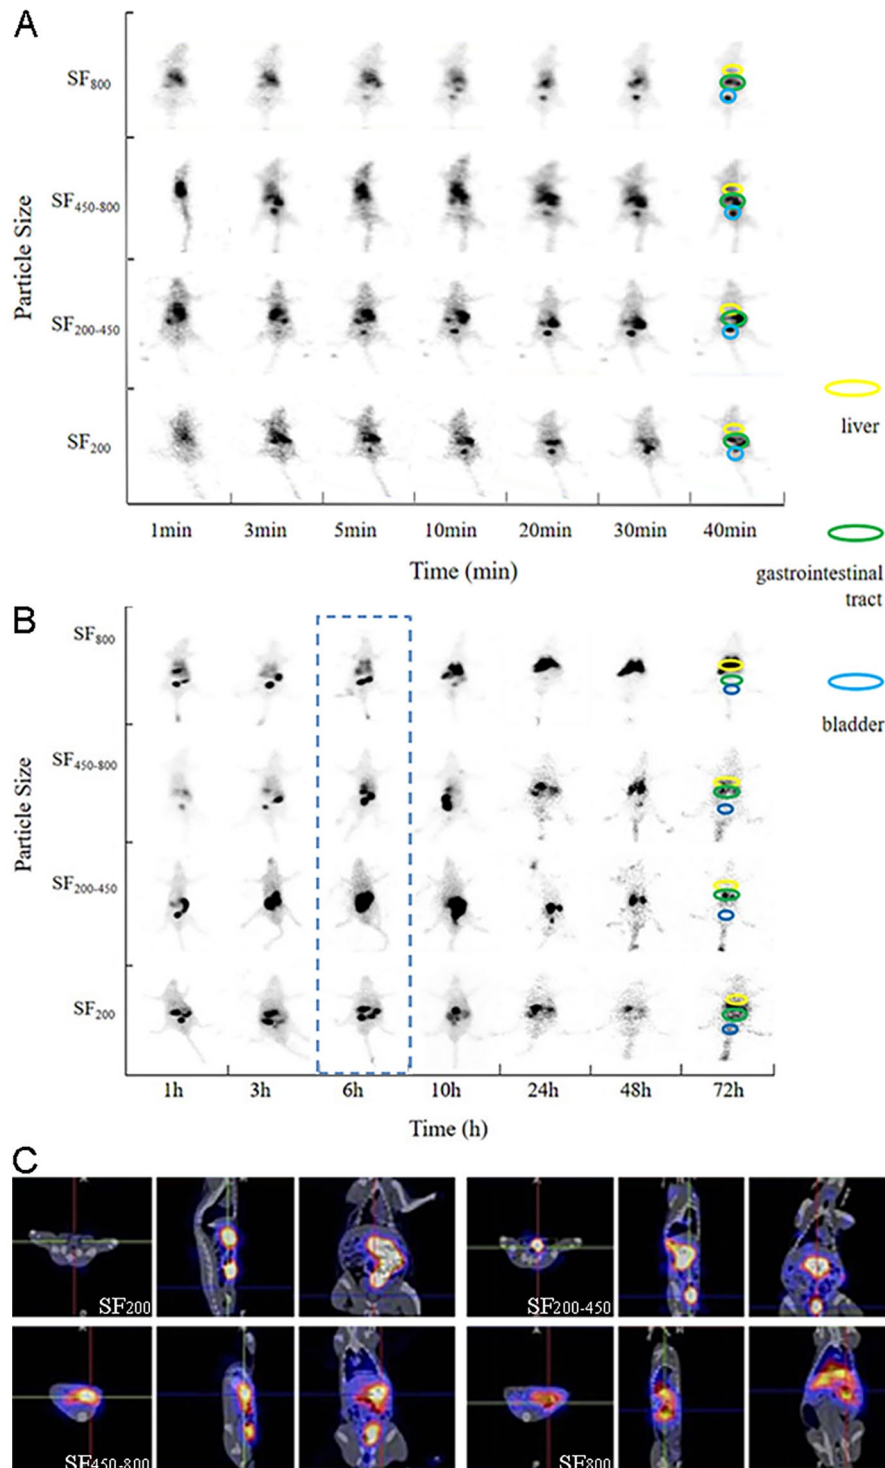 A
SF800
SF450-800
SF200-450
SF200
Particle Size
1min 3min 5min 10min 20min 30min 40min
Time (min)
liver
gastrointestinal
tract
bladder
B
SF800
SF450-800
SF200-450
SF200
Particle Size
1h 3h 6h 10h 24h 48h 72h
Time (h)
C
SF200
SF200-450
SF450-800
SF800